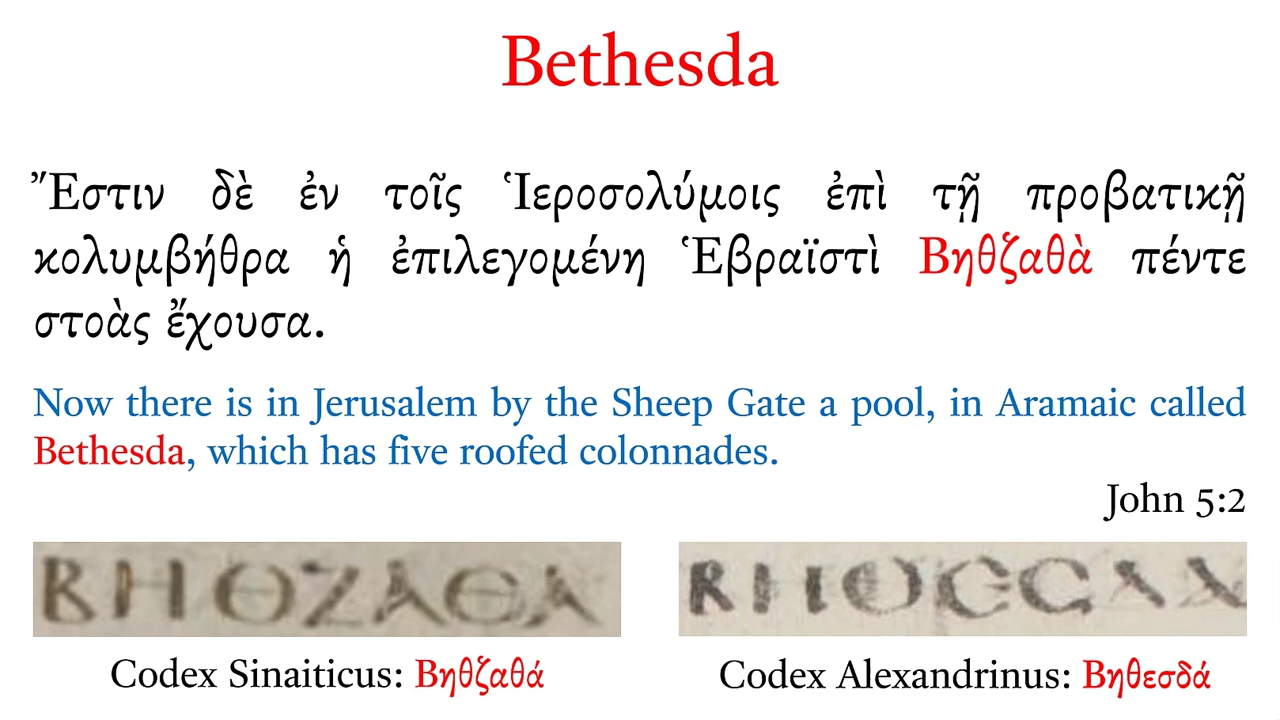 Bethesda
Ἔστιν δὲ ἐν τοῖς Ἱεροσολύμοις ἐπὶ τῇ προβατικῇ
κολυμβήθρα ἡ ἐπιλεγομένη Ἑβραϊστὶ Βηθζαθὰ πέντε
στοὰς ἔχουσα.
Now there is in Jerusalem by the Sheep Gate a pool, in Aramaic called
Bethesda, which has five roofed colonnades.
John 5:2
ΒΗΘΖΑΘΑ
ΒΗΘΕϹΔΑ
Codex Sinaiticus: Βηθζαθά
Codex Alexandrinus: Βηθεσδά